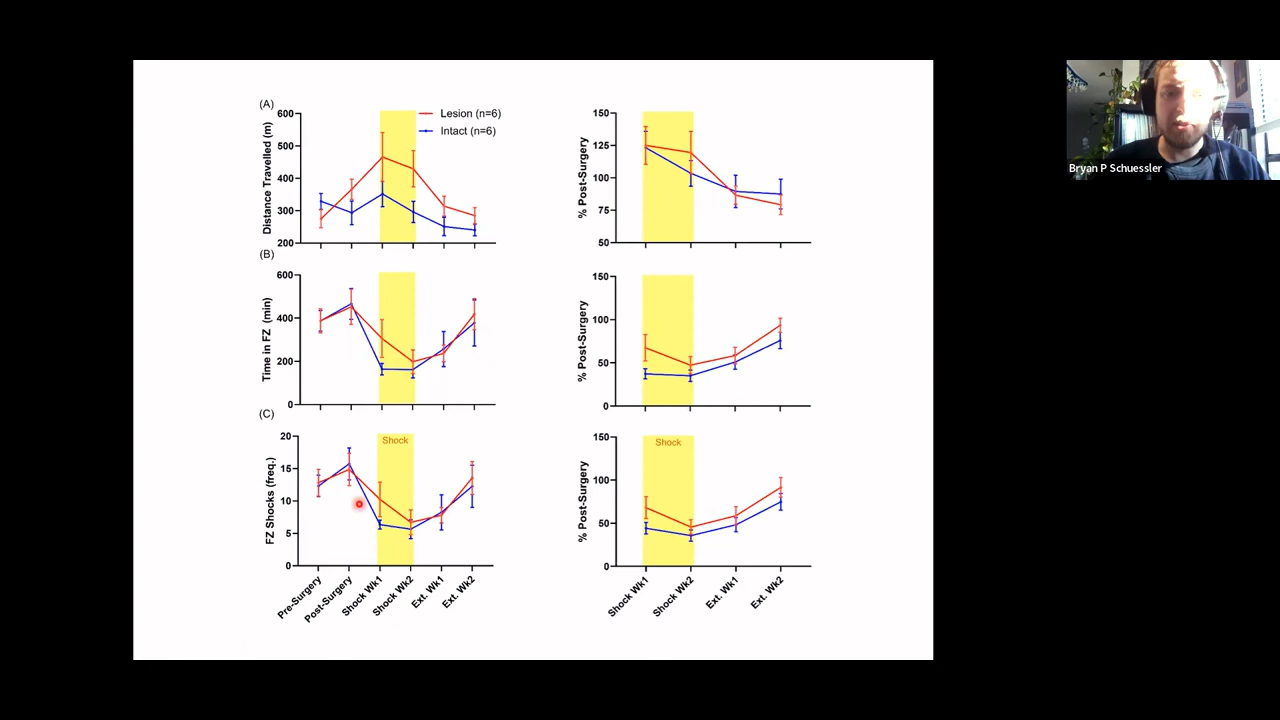 (A)
Lesion (n=6)
Intact (n=6)
Distance Travelled (m)
600
500
400
300
200
% Post-Surgery
150
125
100
75
50
(B)
Time in FZ (min)
600
400
200
0
% Post-Surgery
150
100
50
0
(C)
Shock
FZ Shocks (freq.)
20
15
10
5
0
Pre-Surgery
Post-Surgery
Shock Wk1
Shock Wk2
Ext. Wk1
Ext. Wk2
Shock
% Post-Surgery
150
100
50
0
Shock Wk1
Shock Wk2
Ext. Wk1
Ext. Wk2
Bryan P Schuessler